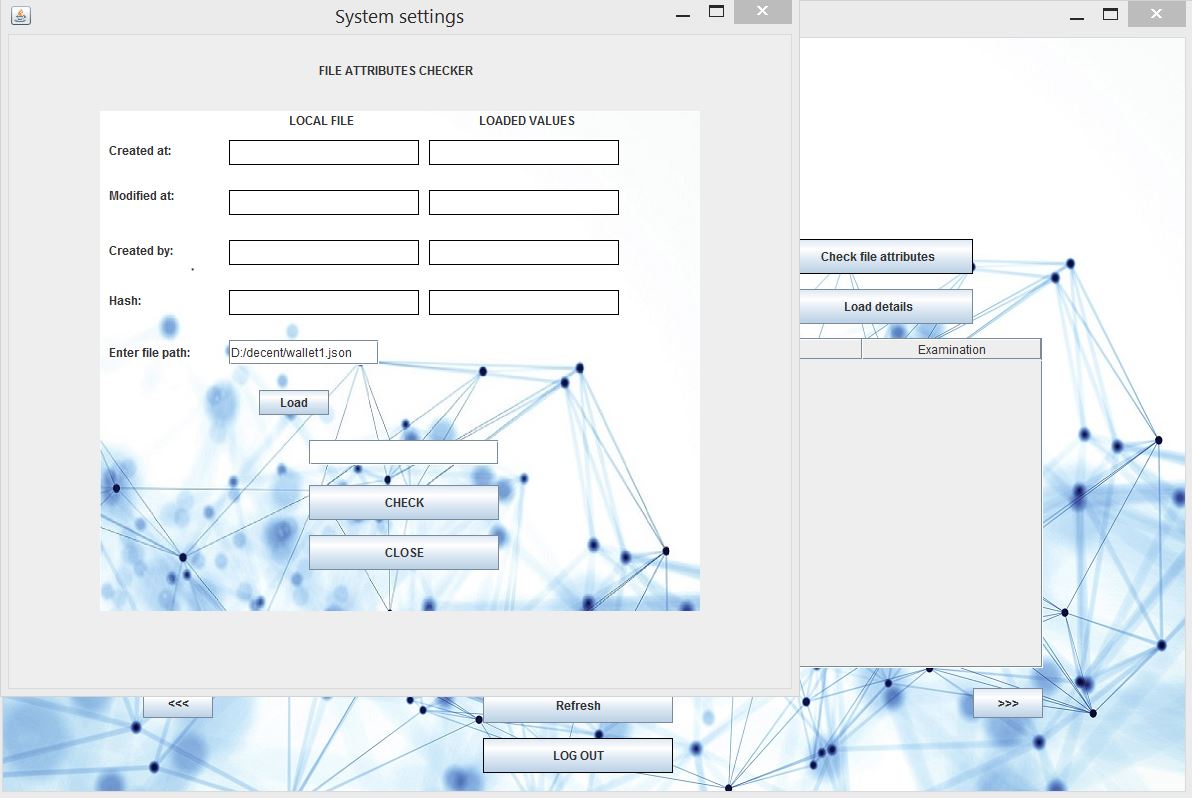 System settings
FILE ATTRIBUTES CHECKER
LOCAL FILE LOADED VALUES
Created at:
Modified at:
Created by:
Hash:
Enter file path: D:/decent/wallet1.json
Load
CHECK
CLOSE
Check file attributes
Load details
Examination
<<< Refresh >>>
LOG OUT